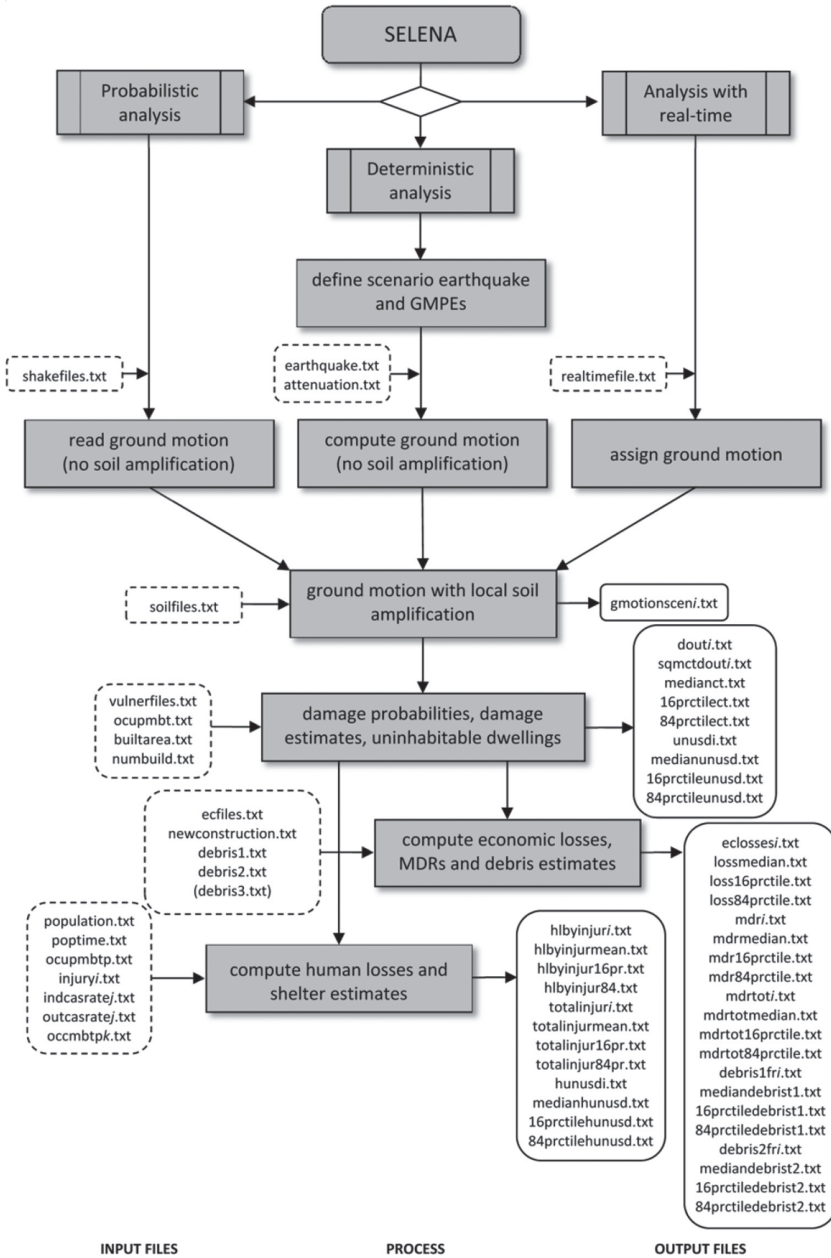 SELENA
Probabilistic
analysis
Analysis with
real-time
Deterministic
analysis
define scenario earthquake
and GMPEs
shakefiles.txt
earthquake.txt
attenuation.txt
realtimefile.txt
read ground motion
(no soil amplification)
compute ground motion
(no soil amplification)
assign ground motion
soilfiles.txt
ground motion with local soil
amplification
gmotionsceni.txt
vulnerfiles.txt
ocupmbt.txt
builtarea.txt
numbuild.txt
damage probabilities, damage
estimates, uninhabitable dwellings
douti.txt
sqmctdouti.txt
medianct.txt
16prctilect.txt
84prctilect.txt
unusdi.txt
medianunusd.txt
16prctileunusd.txt
84prctileunusd.txt
ecfiles.txt
newconstruction.txt
debris1.txt
debris2.txt
(debris3.txt)
compute economic losses,
MDRs and debris estimates
eclossesi.txt
lossmedian.txt
loss16prctile.txt
loss84prctile.txt
mdri.txt
mdrmedian.txt
mdr16prctile.txt
mdr84prctile.txt
mdrtoti.txt
mdrtotmedian.txt
mdrtot16prctile.txt
mdrtot84prctile.txt
debris1fri.txt
mediandebrist1.txt
16prctiledebrist1.txt
84prctiledebrist1.txt
debris2fri.txt
mediandebrist2.txt
16prctiledebrist2.txt
84prctiledebrist2.txt
population.txt
poptime.txt
ocupmbtp.txt
injuryi.txt
indcasratej.txt
outcasratej.txt
occmbtpk.txt
compute human losses and
shelter estimates
hlbyinjuri.txt
hlbyinjurmean.txt
hlbyinjur16pr.txt
hlbyinjur84.txt
totalinjuri.txt
totalinjurmean.txt
totalinjur16pr.txt
totalinjur84pr.txt
hunusdi.txt
medianhunusd.txt
16prctilehunusd.txt
84prctilehunusd.txt
INPUT FILES
PROCESS
OUTPUT FILES